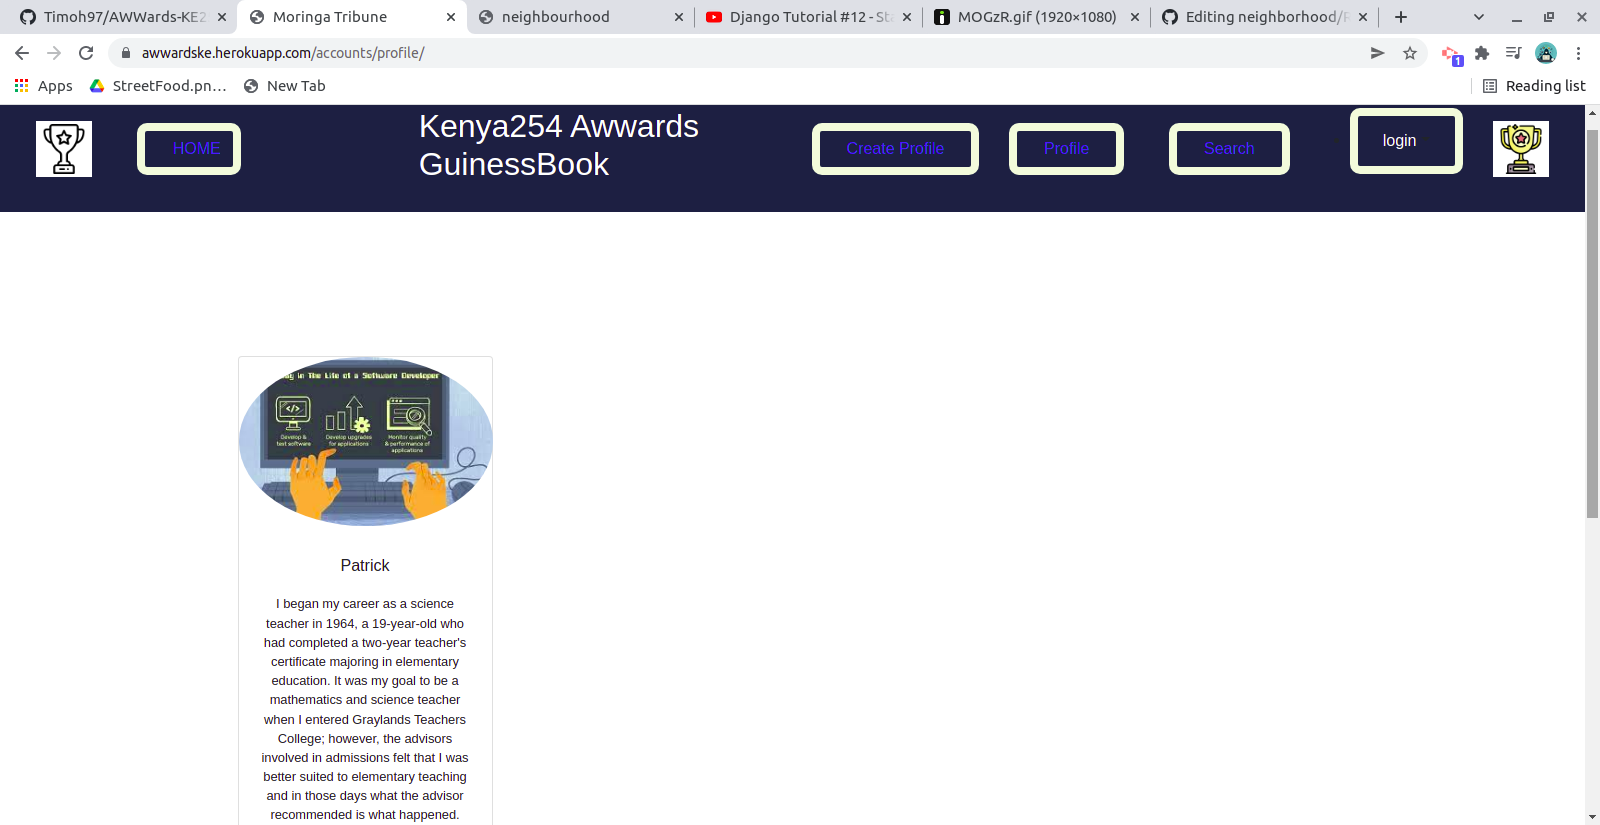 Timoh97/AWWards-KE2
Moringa Tribune
neighbourhood
Django Tutorial #12 - Sta
MOGzR.gif (1920×1080)
Editing neighborhood/R
awwardske.herokuapp.com/accounts/profile/
1
Apps
StreetFood.pn…
New Tab
Reading list
HOME
Kenya254 Awwards
GuinessBook
Create Profile
Profile
Search
login
ay in The Life of a Software Developer
Develop &
test software
Develop upgrades
for applications
Monitor quality
& performance of
applications
Patrick
I began my career as a science
teacher in 1964, a 19-year-old who
had completed a two-year teacher's
certificate majoring in elementary
education. It was my goal to be a
mathematics and science teacher
when I entered Graylands Teachers
College; however, the advisors
involved in admissions felt that I was
better suited to elementary teaching
and in those days what the advisor
recommended is what happened.